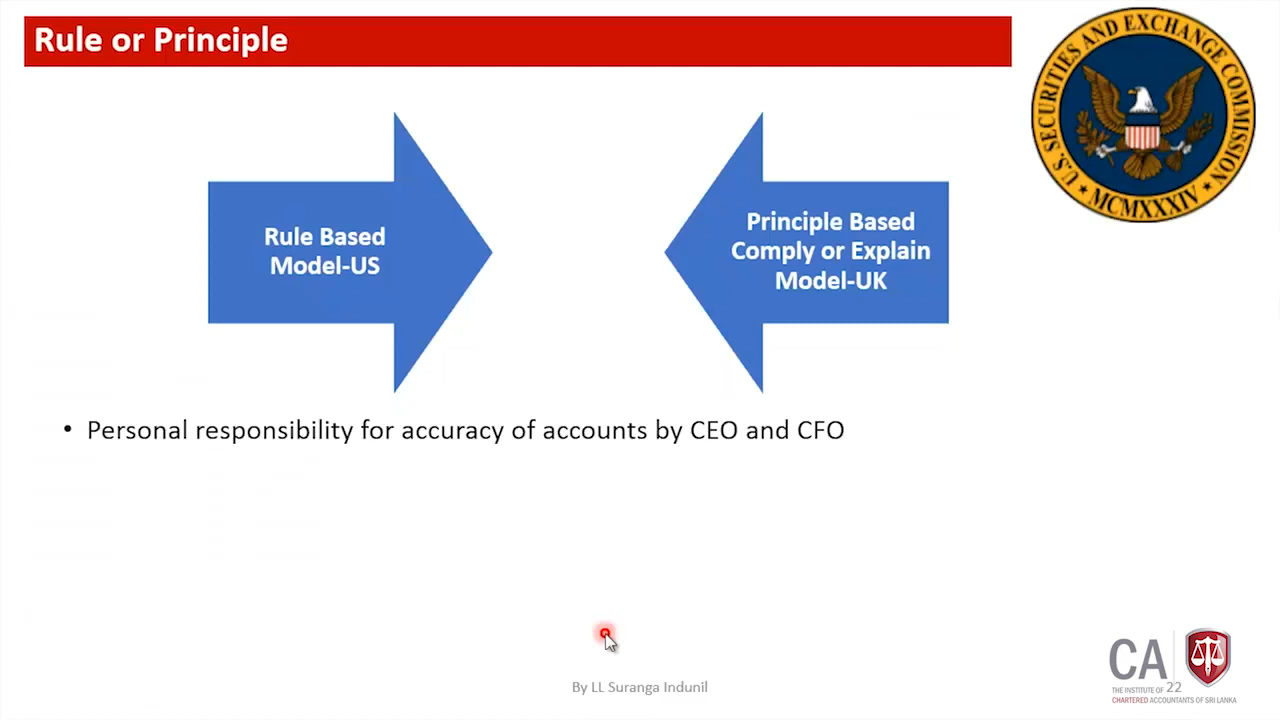 Rule or Principle
U.S. SECURITIES AND EXCHANGE COMMISSION
MCMXXXIV
Rule Based
Model-US
Principle Based
Comply or Explain
Model-UK
• Personal responsibility for accuracy of accounts by CEO and CFO
By LL Suranga Indunil
CA
THE INSTITUTE OF 22
CHARTERED ACCOUNTANTS OF SRI LANKA